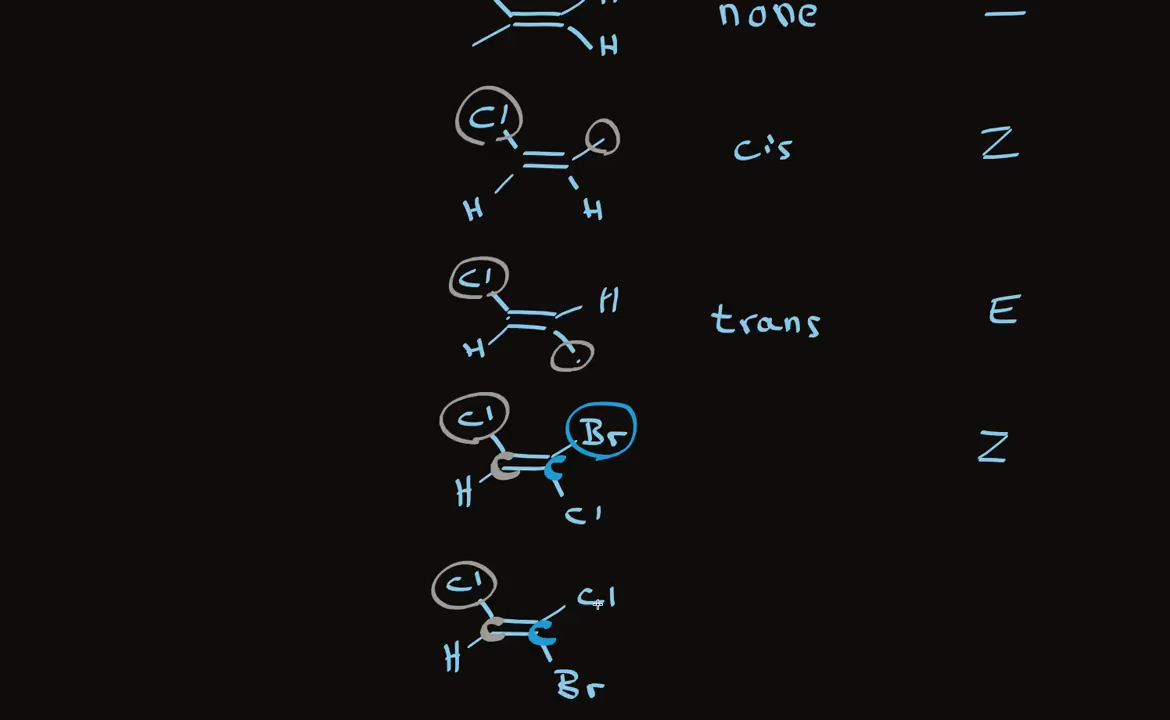 H
none —
H
Cl
cis Z
H H
Cl H
trans E
H
Cl Br
C C Z
H Cl
Cl Cl
C C
H Br